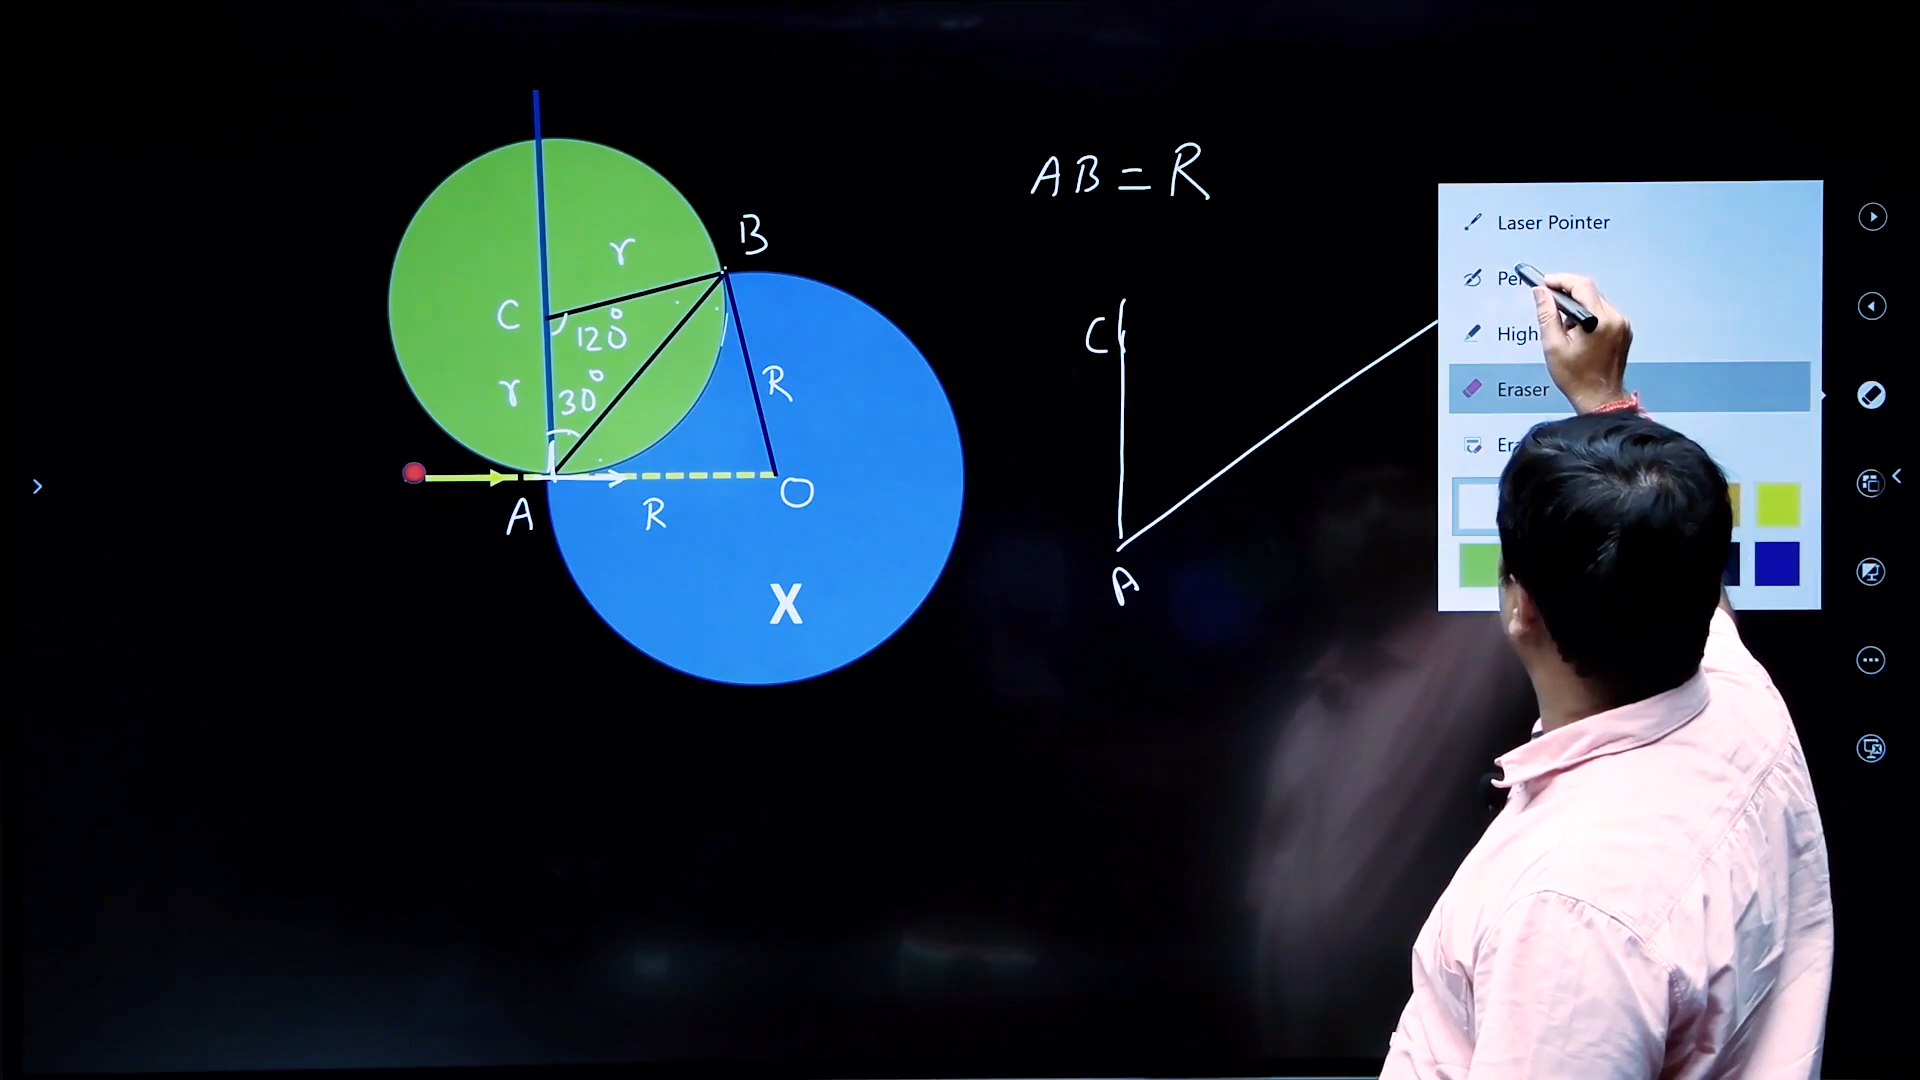 B
r
C
120°
r
30°
R
A
R
O
X
AB = R
C
A
Laser Pointer
Pe
High
Eraser
Era